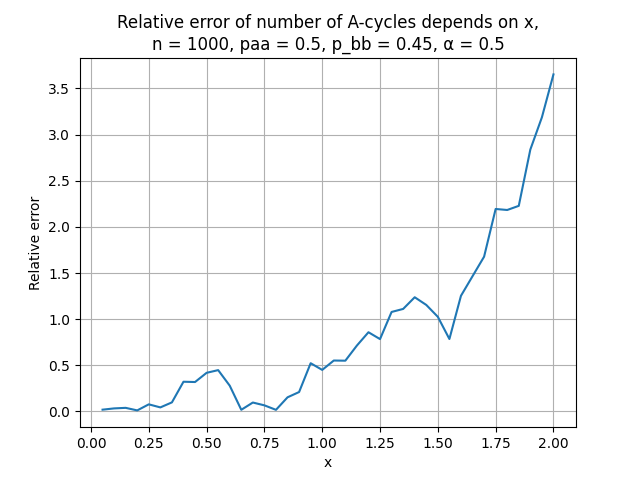 Relative error of number of A-cycles depends on x,
n = 1000, paa = 0.5, p_bb = 0.45, α = 0.5
3.5
3.0
2.5
2.0
1.5
1.0
0.5
0.0
Relative error
0.00 0.25 0.50 0.75 1.00 1.25 1.50 1.75 2.00
x